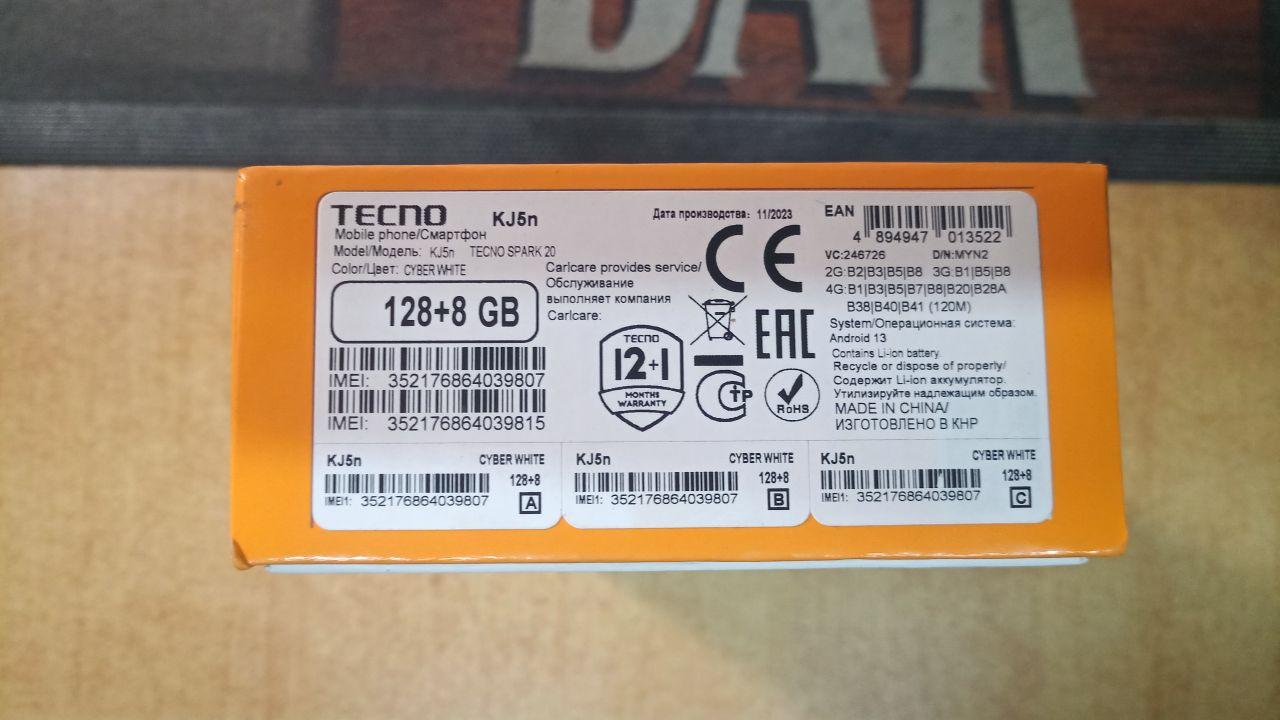 BAR
TECNO KJ5n
Mobile phone/Смартфон
Model/Модель: KJ5n TECNO SPARK 20
Color/Цвет: CYBER WHITE
128+8 GB
IMEI: 352176864039807
IMEI: 352176864039815
Дата производства: 11/2023
Carlcare provides service/
Обслуживание
выполняет компания
Carlcare:
CE
EAC
TECNO
12+1
MONTHS
WARRANTY
СТР
RoHS
EAN
4 894947 013522
VC:246726 D/N:MYN2
2G:B2|B3|B5|B8 3G:B1|B5|B8
4G:B1|B3|B5|B7|B8|B20|B28A
B38|B40|B41 (120M)
System/Операционная система:
Android 13
Contains Li-ion battery.
Recycle or dispose of properly/
Содержит Li-ion аккумулятор.
Утилизируйте надлежащим образом.
MADE IN CHINA/
ИЗГОТОВЛЕНО В КНР
KJ5n CYBER WHITE
128+8
IMEI1: 352176864039807 A
KJ5n CYBER WHITE
128+8
IMEI1: 352176864039807 B
KJ5n CYBER WHITE
128+8
IMEI1: 352176864039807 C